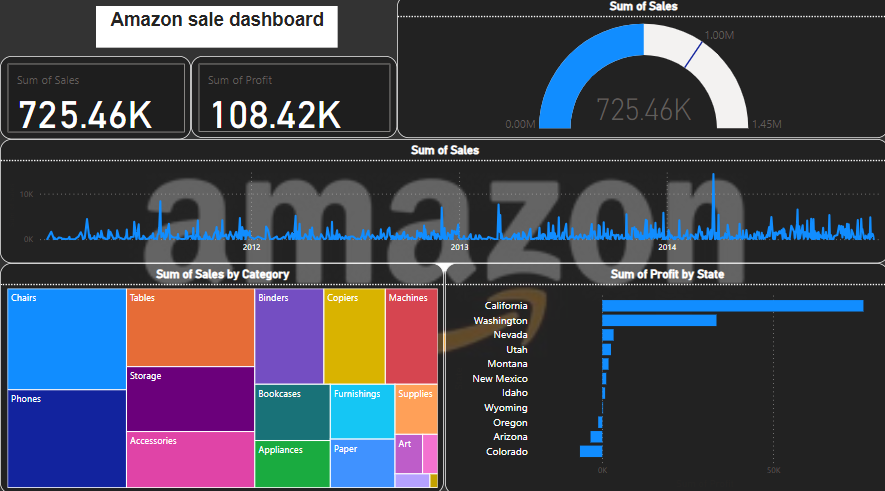 Amazon sale dashboard
Sum of Sales
725.46K
Sum of Profit
108.42K
Sum of Sales
1.00M
725.46K
0.00M
1.45M
Sum of Sales
amazon
10K
0K
2012
2013
2014
Sum of Sales by Category
Chairs
Tables
Binders
Copiers
Machines
Storage
Phones
Bookcases
Furnishings
Supplies
Accessories
Appliances
Paper
Art
Sum of Profit by State
California
Washington
Nevada
Utah
Montana
New Mexico
Idaho
Wyoming
Oregon
Arizona
Colorado
0K
50K